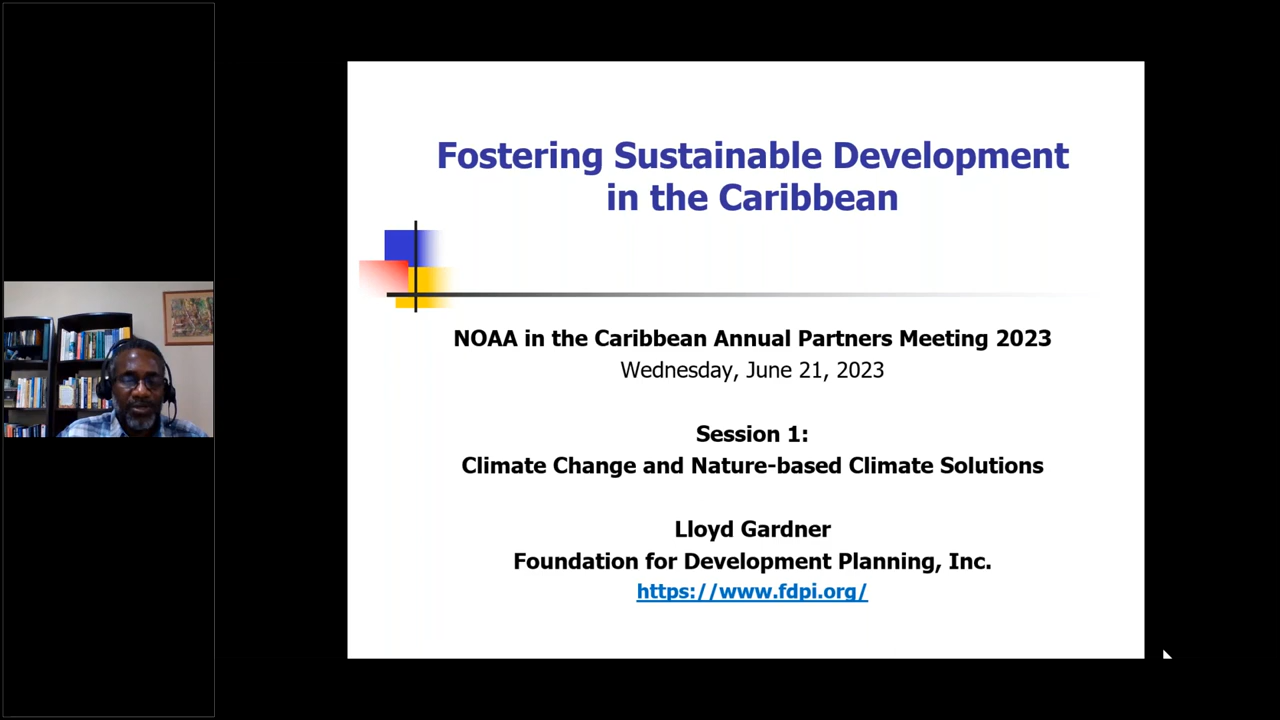 Fostering Sustainable Development
in the Caribbean
NOAA in the Caribbean Annual Partners Meeting 2023
Wednesday, June 21, 2023
Session 1:
Climate Change and Nature-based Climate Solutions
Lloyd Gardner
Foundation for Development Planning, Inc.
https://www.fdpi.org/